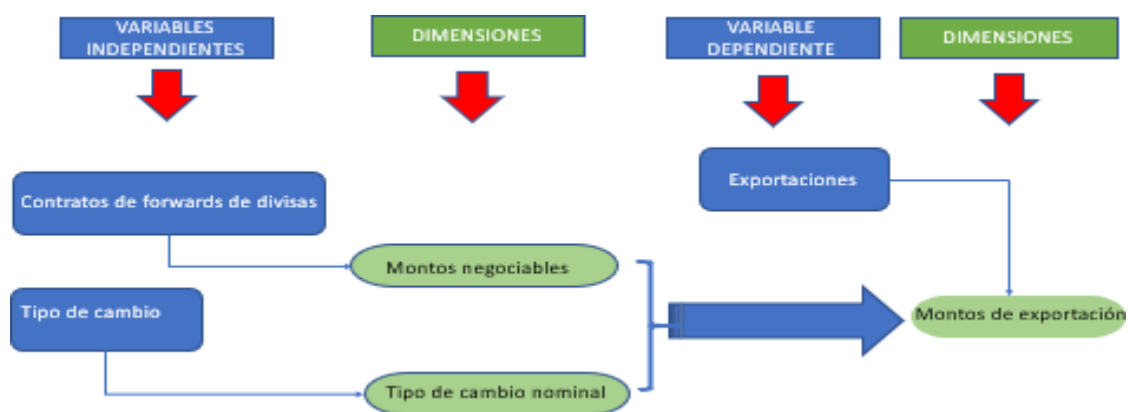 VARIABLES
INDEPENDIENTES
DIMENSIONES
VARIABLE
DEPENDIENTE
DIMENSIONES
Contratos de forwards de divisas
Montos negociables
Tipo de cambio
Tipo de cambio nominal
Exportaciones
Montos de exportación